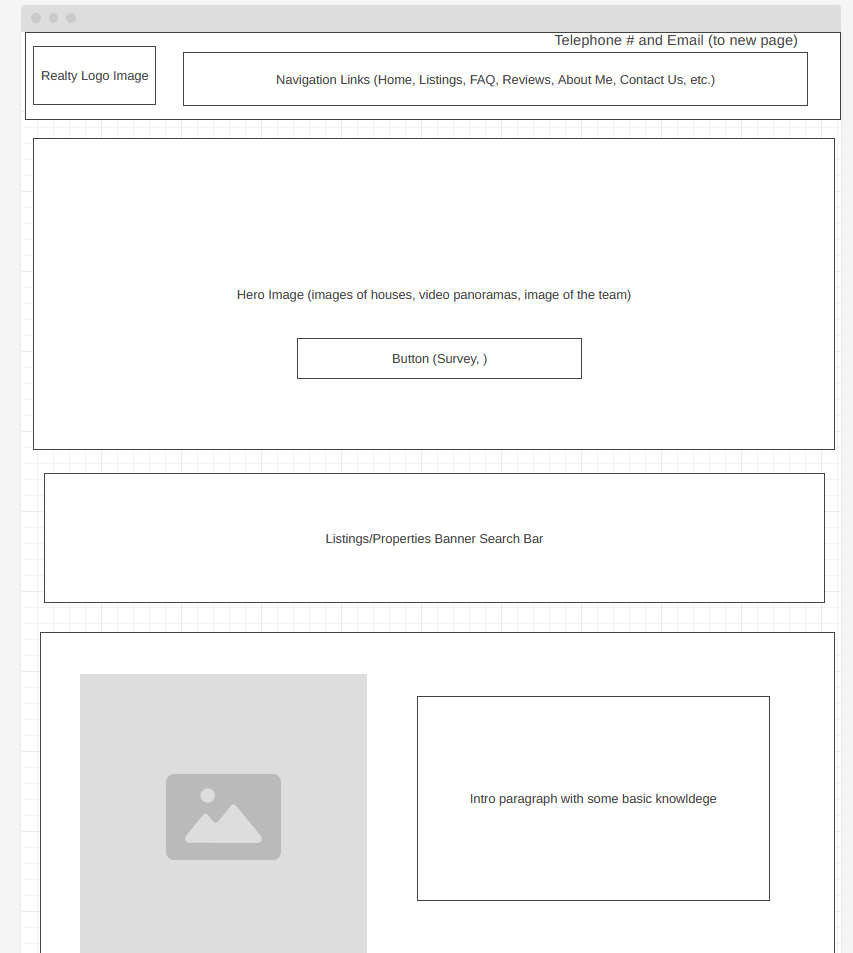 Telephone # and Email (to new page)
Realty Logo Image
Navigation Links (Home, Listings, FAQ, Reviews, About Me, Contact Us, etc.)
Hero Image (images of houses, video panoramas, image of the team)
Button (Survey, )
Listings/Properties Banner Search Bar
Intro paragraph with some basic knowldege